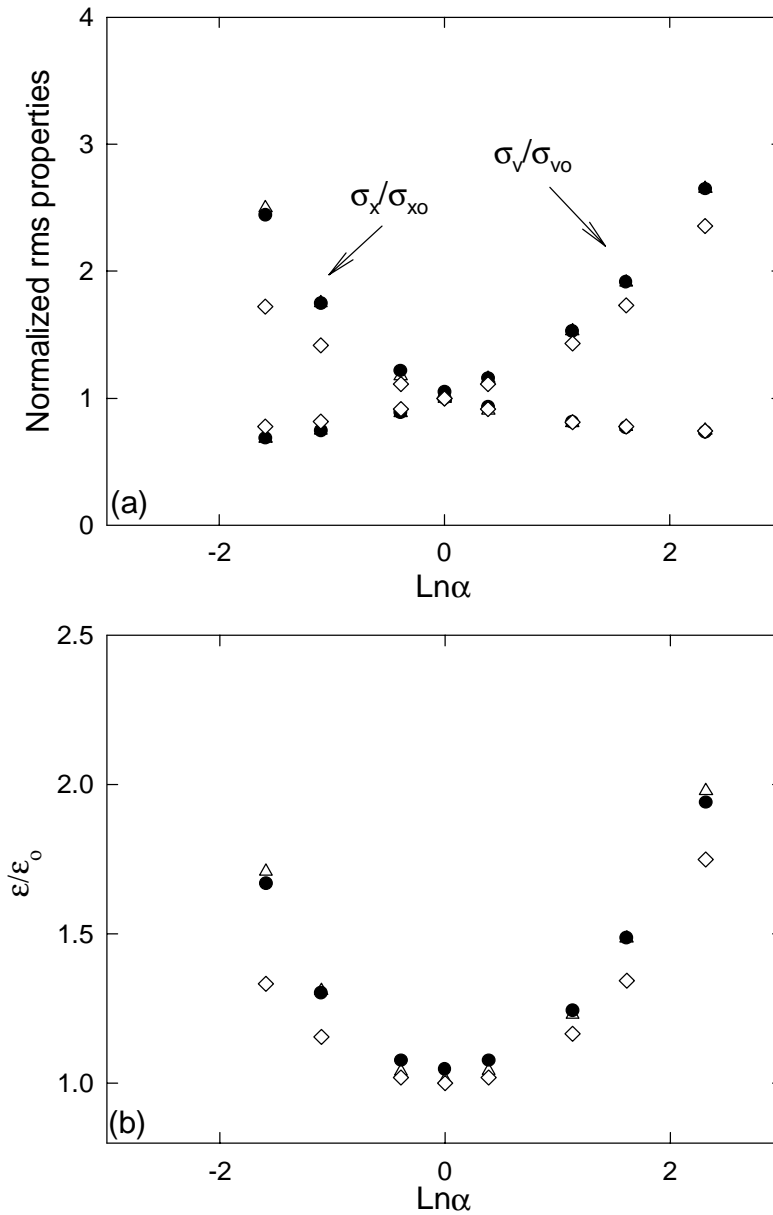 4
3
2
1
0
Normalized rms properties
σx/σxo
σv/σvo
(a)
-2
0
2
Lnα
2.5
2.0
1.5
1.0
ε/εo
(b)
-2
0
2
Lnα